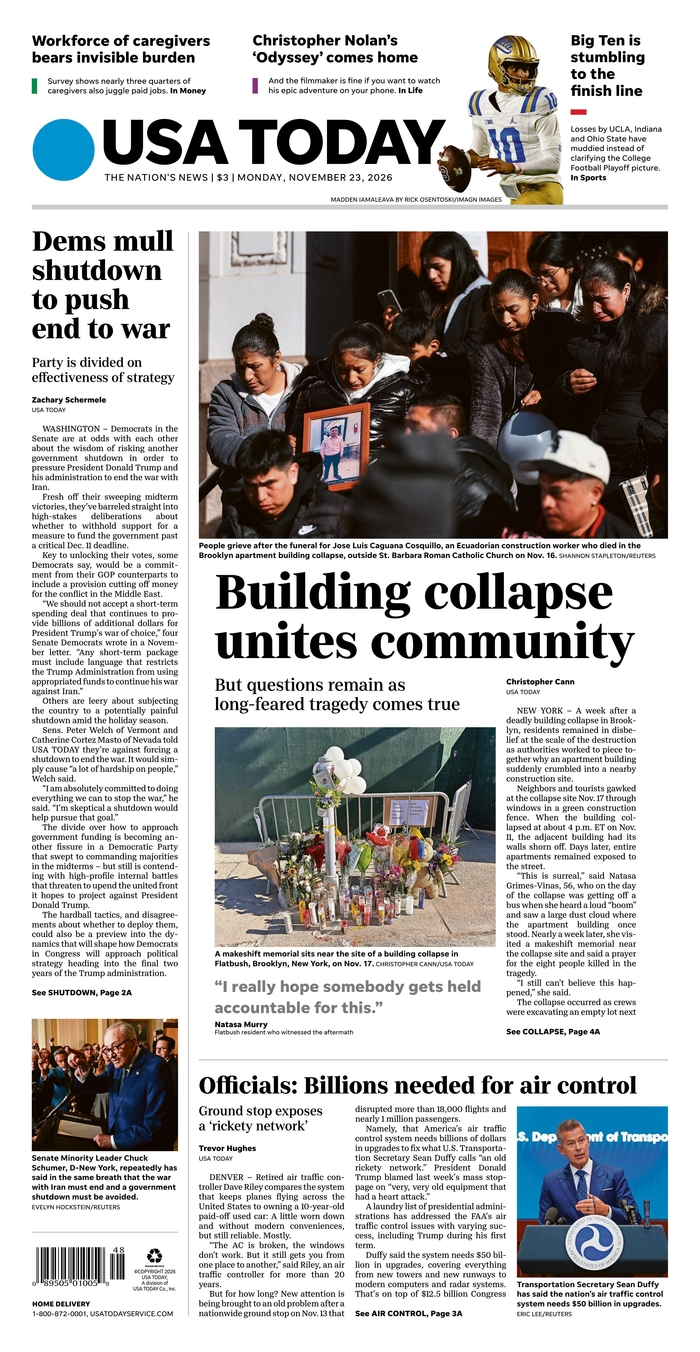 Workforce of caregivers
bears invisible burden
Survey shows nearly three quarters of
caregivers also juggle paid jobs. In Money
Christopher Nolan’s
‘Odyssey’ comes home
And the filmmaker is fine if you want to watch
his epic adventure on your phone. In Life
Big Ten is
stumbling
to the
finish line
Losses by UCLA, Indiana
and Ohio State have
muddied instead of
clarifying the College
Football Playoff picture.
In Sports
USA TODAY
THE NATION'S NEWS | $3 | MONDAY, NOVEMBER 23, 2026
MADDEN IAMALEAVA BY RICK OSENTOSKI/IMAGN IMAGES
Dems mull
shutdown
to push
end to war
Party is divided on
effectiveness of strategy
Zachary Schermele
USA TODAY
WASHINGTON – Democrats in the
Senate are at odds with each other
about the wisdom of risking another
government shutdown in order to
pressure President Donald Trump and
his administration to end the war with
Iran.
Fresh off their sweeping midterm
victories, they’ve barreled straight into
high-stakes deliberations about
whether to withhold support for a
measure to fund the government past
a critical Dec. 11 deadline.
Key to unlocking their votes, some
Democrats say, would be a commit-
ment from their GOP counterparts to
include a provision cutting off money
for the conflict in the Middle East.
“We should not accept a short-term
spending deal that continues to pro-
vide billions of additional dollars for
President Trump’s war of choice,” four
Senate Democrats wrote in a Novem-
ber letter. “Any short-term package
must include language that restricts
the Trump Administration from using
appropriated funds to continue his war
against Iran.”
Others are leery about subjecting
the country to a potentially painful
shutdown amid the holiday season.
Sens. Peter Welch of Vermont and
Catherine Cortez Masto of Nevada told
USA TODAY they’re against forcing a
shutdown to end the war. It would sim-
ply cause “a lot of hardship on people,”
Welch said.
“I am absolutely committed to doing
everything we can to stop the war,” he
said. “I’m skeptical a shutdown would
help pursue that goal.”
The divide over how to approach
government funding is becoming an-
other fissure in a Democratic Party
that swept to commanding majorities
in the midterms – but still is contend-
ing with high-profile internal battles
that threaten to upend the united front
it hopes to project against President
Donald Trump.
The hardball tactics, and disagree-
ments about whether to deploy them,
could also be a preview into the dy-
namics that will shape how Democrats
in Congress will approach political
strategy heading into the final two
years of the Trump administration.
See SHUTDOWN, Page 2A
Senate Minority Leader Chuck
Schumer, D-New York, repeatedly has
said in the same breath that the war
with Iran must end and a government
shutdown must be avoided.
EVELYN HOCKSTEIN/REUTERS
48
0 89505 01005 9
©COPYRIGHT 2026
USA TODAY,
A division of
USA TODAY Co., Inc.
HOME DELIVERY
1-800-872-0001, USATODAYSERVICE.COM
People grieve after the funeral for Jose Luis Caguana Cosquillo, an Ecuadorian construction worker who died in the
Brooklyn apartment building collapse, outside St. Barbara Roman Catholic Church on Nov. 16. SHANNON STAPLETON/REUTERS
Building collapse
unites community
But questions remain as
long-feared tragedy comes true
A makeshift memorial sits near the site of a building collapse in
Flatbush, Brooklyn, New York, on Nov. 17. CHRISTOPHER CANN/USA TODAY
“I really hope somebody gets held
accountable for this.”
Natasa Murry
Flatbush resident who witnessed the aftermath
Christopher Cann
USA TODAY
NEW YORK – A week after a
deadly building collapse in Brook-
lyn, residents remained in disbe-
lief at the scale of the destruction
as authorities worked to piece to-
gether why an apartment building
suddenly crumbled into a nearby
construction site.
Neighbors and tourists gawked
at the collapse site Nov. 17 through
windows in a green construction
fence. When the building col-
lapsed at about 4 p.m. ET on Nov.
11, the adjacent building had its
walls shorn off. Days later, entire
apartments remained exposed to
the street.
“This is surreal,” said Natasa
Grimes-Vinas, 56, who on the day
of the collapse was getting off a
bus when she heard a loud “boom”
and saw a large dust cloud where
the apartment building once
stood. Nearly a week later, she vis-
ited a makeshift memorial near
the collapse site and said a prayer
for the eight people killed in the
tragedy.
“I still can’t believe this hap-
pened,” she said.
The collapse occurred as crews
were excavating an empty lot next
See COLLAPSE, Page 4A
Officials: Billions needed for air control
Ground stop exposes
a ‘rickety network’
Trevor Hughes
USA TODAY
DENVER – Retired air traffic con-
troller Dave Riley compares the system
that keeps planes flying across the
United States to owning a 10-year-old
paid-off used car: A little worn down
and without modern conveniences,
but still reliable. Mostly.
“The AC is broken, the windows
don’t work. But it still gets you from
one place to another,” said Riley, an air
traffic controller for more than 20
years.
But for how long? New attention is
being brought to an old problem after a
nationwide ground stop on Nov. 13 that
disrupted more than 18,000 flights and
nearly 1 million passengers.
Namely, that America’s air traffic
control system needs billions of dollars
in upgrades to fix what U.S. Transporta-
tion Secretary Sean Duffy calls “an old
rickety network.” President Donald
Trump blamed last week’s mass stop-
page on “very, very old equipment that
had a heart attack.”
A laundry list of presidential admin-
istrations has addressed the FAA’s air
traffic control issues with varying suc-
cess, including Trump during his first
term.
Duffy said the system needs $50 bil-
lion in upgrades, covering everything
from new towers and new runways to
modern computers and radar systems.
That’s on top of $12.5 billion Congress
See AIR CONTROL, Page 3A
Transportation Secretary Sean Duffy
has said the nation’s air traffic control
system needs $50 billion in upgrades.
ERIC LEE/REUTERS